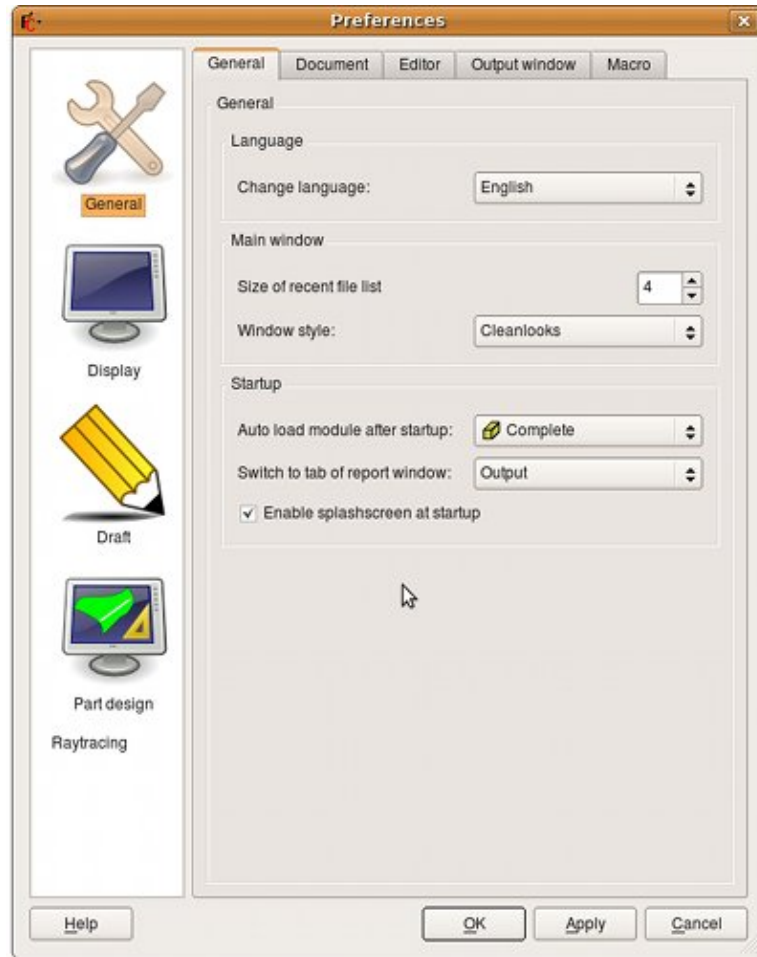 Preferences
General Document Editor Output window Macro
General
Language
Change language: English
Main window
Size of recent file list 4
Window style: Cleanlooks
Startup
Auto load module after startup: Complete
Switch to tab of report window: Output
Enable splashscreen at startup
General
Display
Draft
Part design
Raytracing
Help OK Apply Cancel